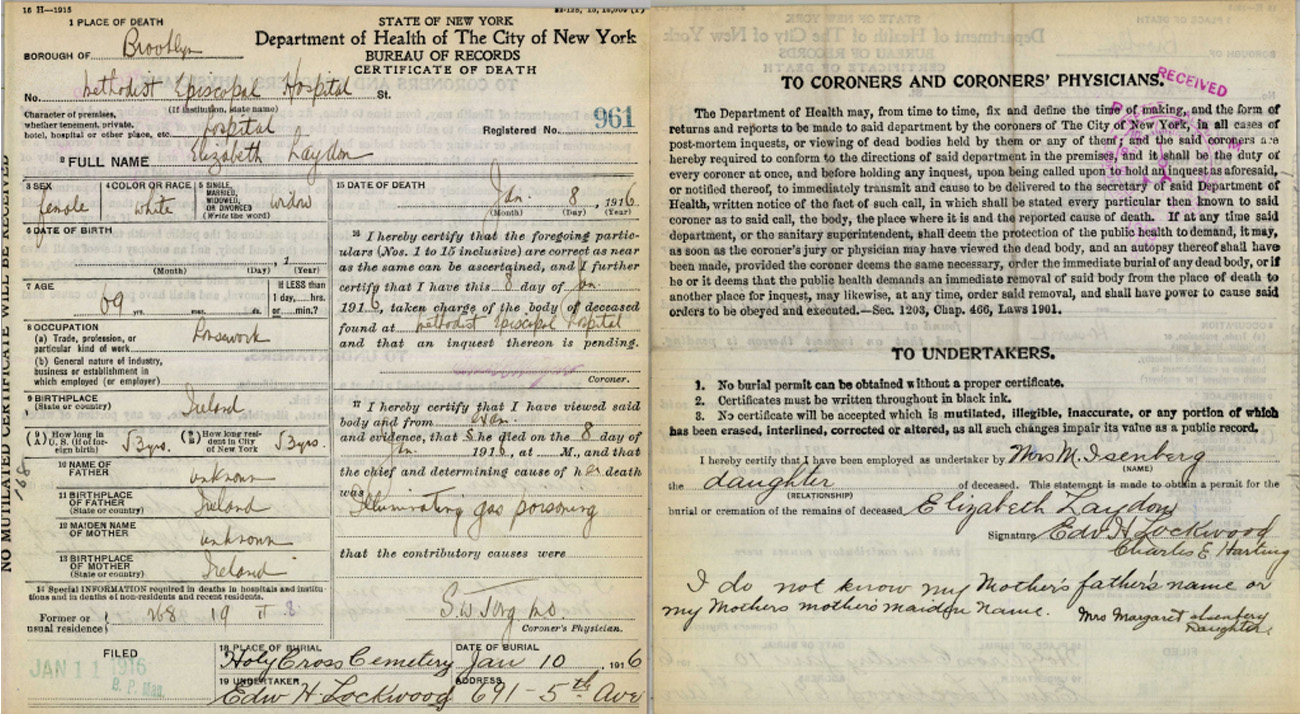 16 H—1915
1 PLACE OF DEATH
STATE OF NEW YORK
Department of Health of The City of New York
BUREAU OF RECORDS
CERTIFICATE OF DEATH
BOROUGH OF Brooklyn
No. Methodist Episcopal Hospital St.
Character of premises, whether tenement, private, hotel, hospital or other place, etc.
(If institution, state name)
Hospital
Registered No. 961
2 FULL NAME Elizabeth Laydon
3 SEX female
4 COLOR OR RACE white
5 SINGLE, MARRIED, WIDOWED, OR DIVORCED (Write the word) widow
6 DATE OF BIRTH
(Month) (Day) , 1 (Year)
7 AGE 69 yrs. mos. ds.
If LESS than 1 day,...hrs. or....min.?
8 OCCUPATION
(a) Trade, profession, or particular kind of work Housework
(b) General nature of industry, business or establishment in which employed (or employer)
9 BIRTHPLACE (State or country) Ireland
(9A) How long in U. S. (if of foreign birth) 53 yrs.
How long resident in City of New York 53 yrs.
10 NAME OF FATHER unknown
11 BIRTHPLACE OF FATHER (State or country) Ireland
12 MAIDEN NAME OF MOTHER unknown
13 BIRTHPLACE OF MOTHER (State or country) Ireland
14 Special INFORMATION required in deaths in hospitals and institutions and in deaths of non-residents and recent residents.
Former or usual residence 268 19 St
NO MUTILATED CERTIFICATE WILL BE RECEIVED
168
15 DATE OF DEATH
Jan. 8 , 1916
(Month) (Day) (Year)
16 I hereby certify that the foregoing particulars
(Nos. 1 to 15 inclusive) are correct as near
as the same can be ascertained, and I further
certify that I have this 8 day of Jan.
1916, taken charge of the body of deceased
found at Methodist Episcopal Hospital
and that an inquest thereon is pending.
Coroner.
17 I hereby certify that I have viewed said
body and from
and evidence, that She died on the 8 day of
Jan. 1916, at M., and that
the chief and determining cause of her death
was
Illuminating gas poisoning
that the contributory causes were
Coroner's Physician.
FILED
JAN 11 1916
18 PLACE OF BURIAL
Holy Cross Cemetery
DATE OF BURIAL
Jan 10 , 1916
19 UNDERTAKER
Edw H Lockwood
ADDRESS
691 - 5th Ave
TO CORONERS AND CORONERS' PHYSICIANS.
RECEIVED
The Department of Health may, from time to time, fix and define the time of making, and the form of
returns and reports to be made to said department by the coroners of The City of New York, in all cases of
post-mortem inquests, or viewing of dead bodies held by them or any of them; and the said coroners are
hereby required to conform to the directions of said department in the premises, and it shall be the duty of
every coroner at once, and before holding any inquest, upon being called upon to hold an inquest as aforesaid,
or notified thereof, to immediately transmit and cause to be delivered to the secretary of said Department of
Health, written notice of the fact of such call, in which shall be stated every particular then known to said
coroner as to said call, the body, the place where it is and the reported cause of death. If at any time said
department, or the sanitary superintendent, shall deem the protection of the public health to demand, it may,
as soon as the coroner's jury or physician may have viewed the dead body, and an autopsy thereof shall have
been made, provided the coroner deems the same necessary, order the immediate burial of any dead body, or if
he or it deems that the public health demands an immediate removal of said body from the place of death to
another place for inquest, may likewise, at any time, order said removal, and shall have power to cause said
orders to be obeyed and executed.—Sec. 1203, Chap. 466, Laws 1901.
TO UNDERTAKERS.
1. No burial permit can be obtained without a proper certificate.
2. Certificates must be written throughout in black ink.
3. No certificate will be accepted which is mutilated, illegible, inaccurate, or any portion of which
has been erased, interlined, corrected or altered, as all such changes impair its value as a public record.
I hereby certify that I have been employed as undertaker by Mrs M. Isenberg
(NAME)
the daughter of deceased. This statement is made to obtain a permit for the
(RELATIONSHIP)
burial or cremation of the remains of deceased, Elizabeth Laydon
Signature Edw H Lockwood
Charles E Harting
I do not know my Mother's father's name or
my Mothers mother's maiden name.
Mrs Margaret Isenberg
Daughter.